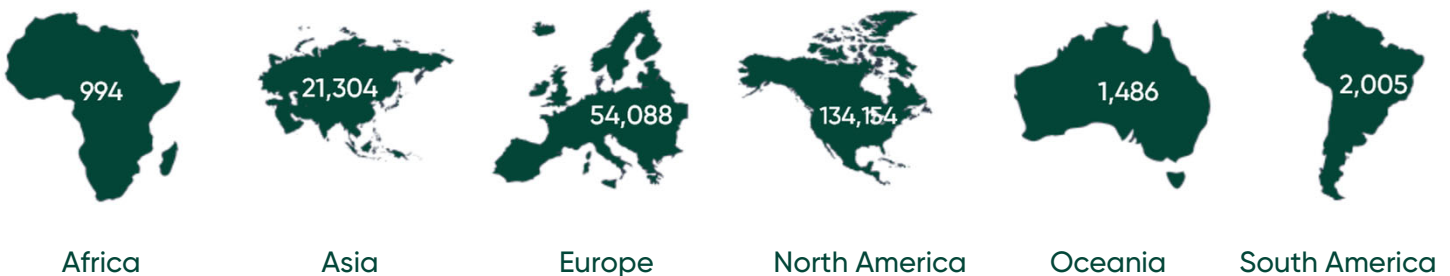 994
21,304
54,088
134,154
1,486
2,005
Africa
Asia
Europe
North America
Oceania
South America